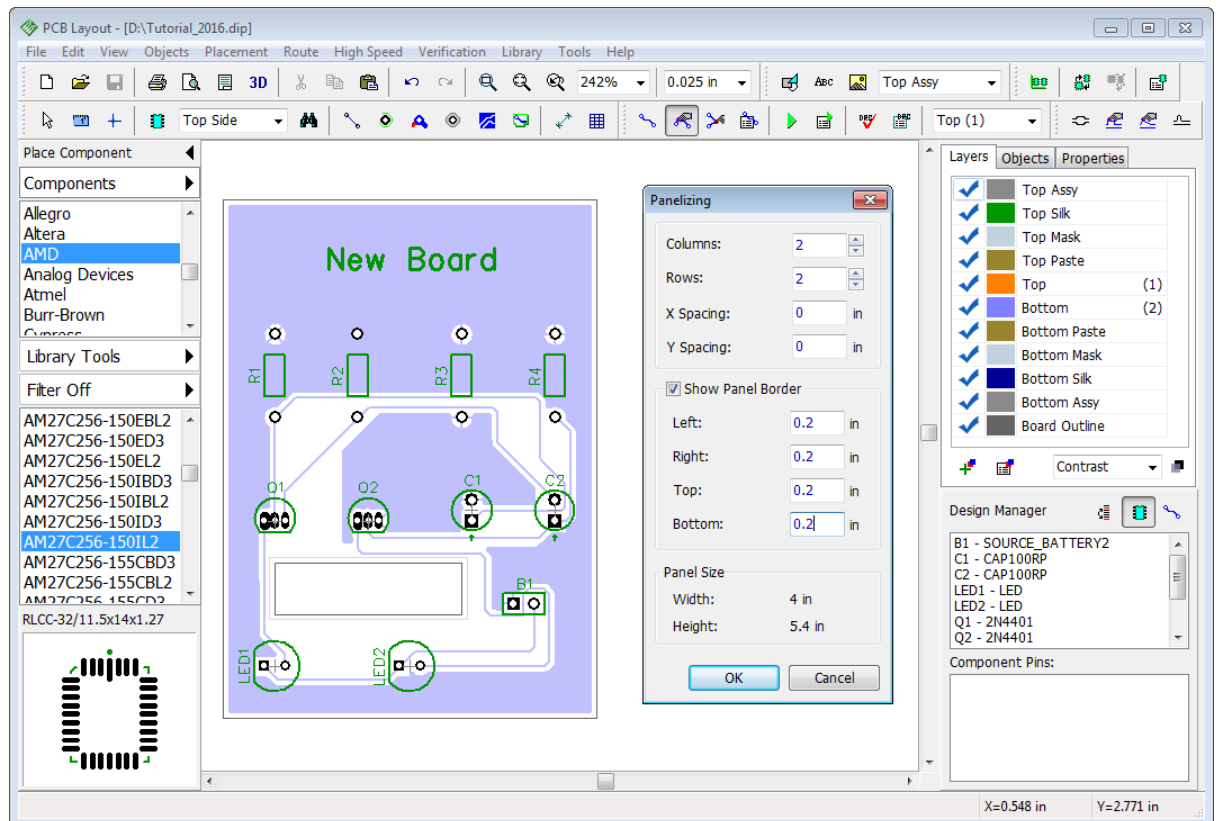 PCB Layout - [D:\Tutorial_2016.dip]
File Edit View Objects Placement Route High Speed Verification Library Tools Help
3D 242% 0.025 in ABC Top Assy
Top Side DRC DRC Top (1)
Place Component
Components
Allegro
Altera
AMD
Analog Devices
Atmel
Burr-Brown
Cypress
Library Tools
Filter Off
AM27C256-150EBL2
AM27C256-150ED3
AM27C256-150EL2
AM27C256-150IBD3
AM27C256-150IBL2
AM27C256-150ID3
AM27C256-150IL2
AM27C256-155CBD3
AM27C256-155CBL2
AM27C256-155CD3
RLCC-32/11.5x14x1.27
New Board
R1
R2
R3
R4
Q1
Q2
C1
C2
B1
LED1
LED2
Panelizing
Columns: 2
Rows: 2
X Spacing: 0 in
Y Spacing: 0 in
Show Panel Border
Left: 0.2 in
Right: 0.2 in
Top: 0.2 in
Bottom: 0.2 in
Panel Size
Width: 4 in
Height: 5.4 in
OK Cancel
Layers Objects Properties
Top Assy
Top Silk
Top Mask
Top Paste
Top (1)
Bottom (2)
Bottom Paste
Bottom Mask
Bottom Silk
Bottom Assy
Board Outline
Contrast
Design Manager
B1 - SOURCE_BATTERY2
C1 - CAP100RP
C2 - CAP100RP
LED1 - LED
LED2 - LED
Q1 - 2N4401
Q2 - 2N4401
Component Pins:
X=0.548 in Y=2.771 in